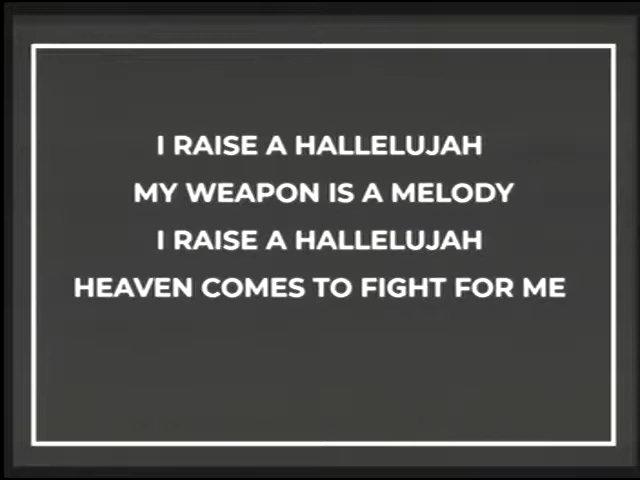 I RAISE A HALLELUJAH
MY WEAPON IS A MELODY
I RAISE A HALLELUJAH
HEAVEN COMES TO FIGHT FOR ME